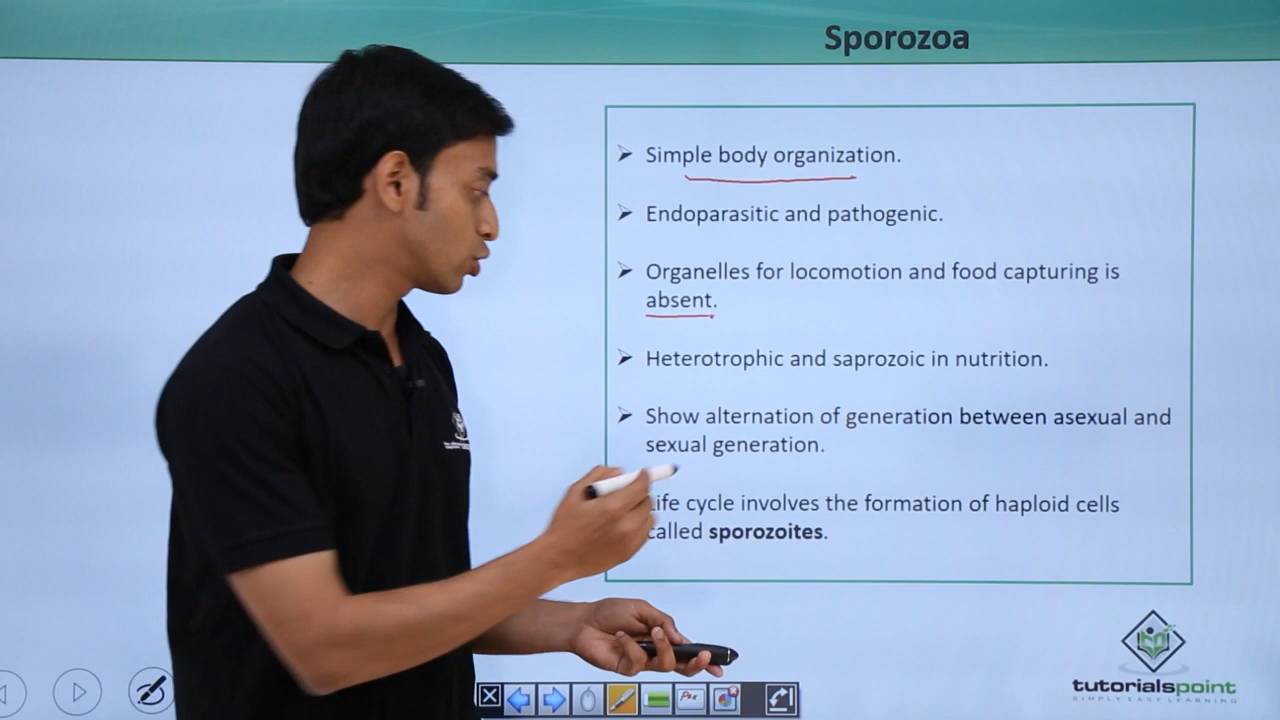 Sporozoa
Simple body organization.
Endoparasitic and pathogenic.
Organelles for locomotion and food capturing is
absent.
Heterotrophic and saprozoic in nutrition.
Show alternation of generation between asexual and
sexual generation.
Life cycle involves the formation of haploid cells
called sporozoites.
tutorialspoint
SIMPLY EASY LEARNING